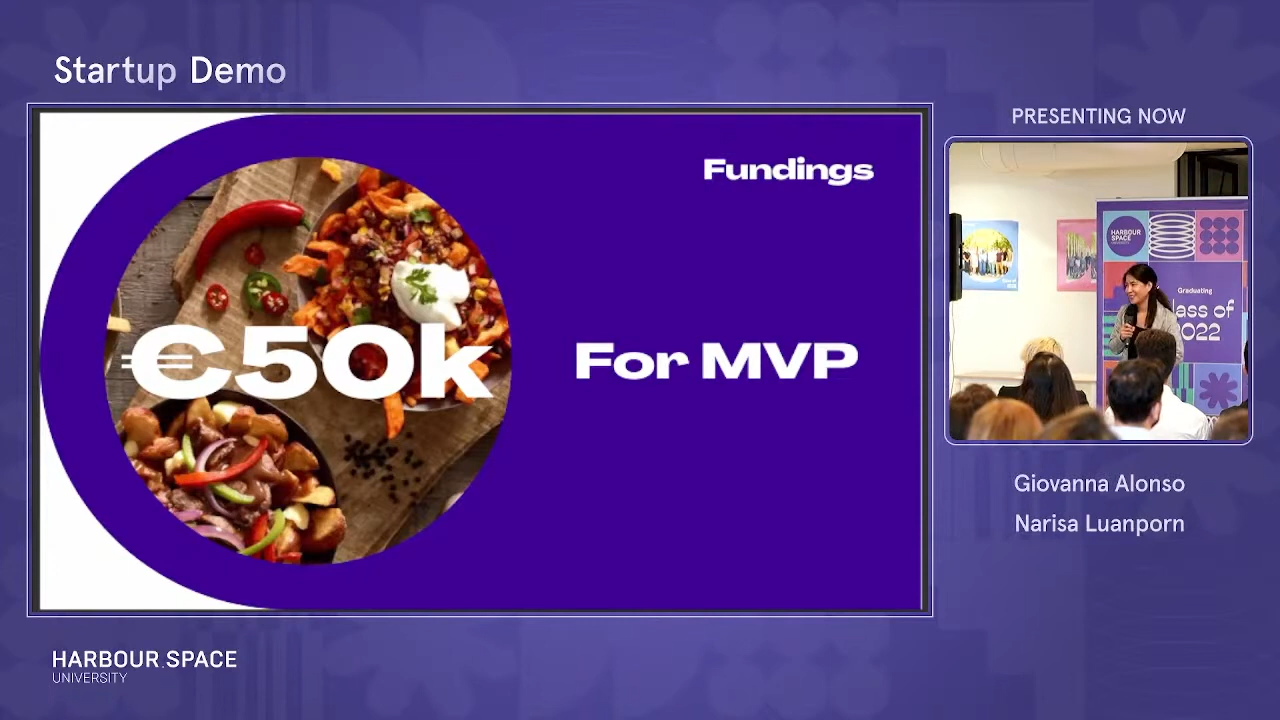 Startup Demo
Fundings
€50k
For MVP
PRESENTING NOW
HARBOUR
SPACE
UNIVERSITY
Graduating
ass of
022
Giovanna Alonso
Narisa Luanporn
HARBOUR.SPACE
UNIVERSITY